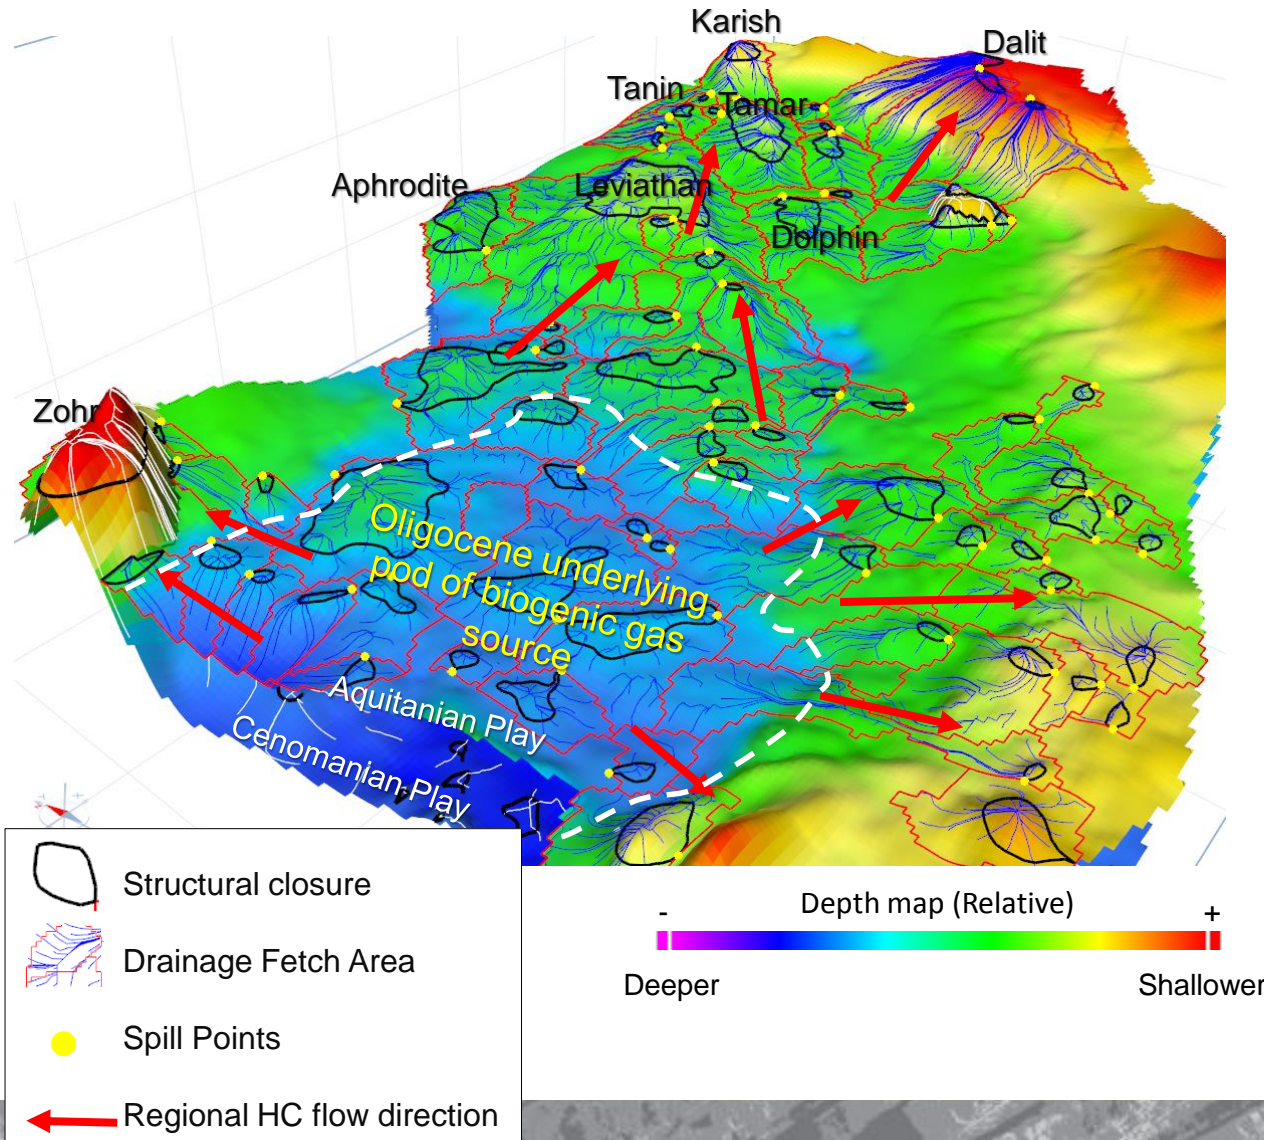 Karish
Dalit
Tanin
Tamar
Aphrodite
Leviathan
Dolphin
Zohr
Oligocene underlying
pod of biogenic gas
source
Aquitanian Play
Cenomanian Play
Structural closure
Drainage Fetch Area
Spill Points
Regional HC flow direction
Depth map (Relative)
- +
Deeper Shallower